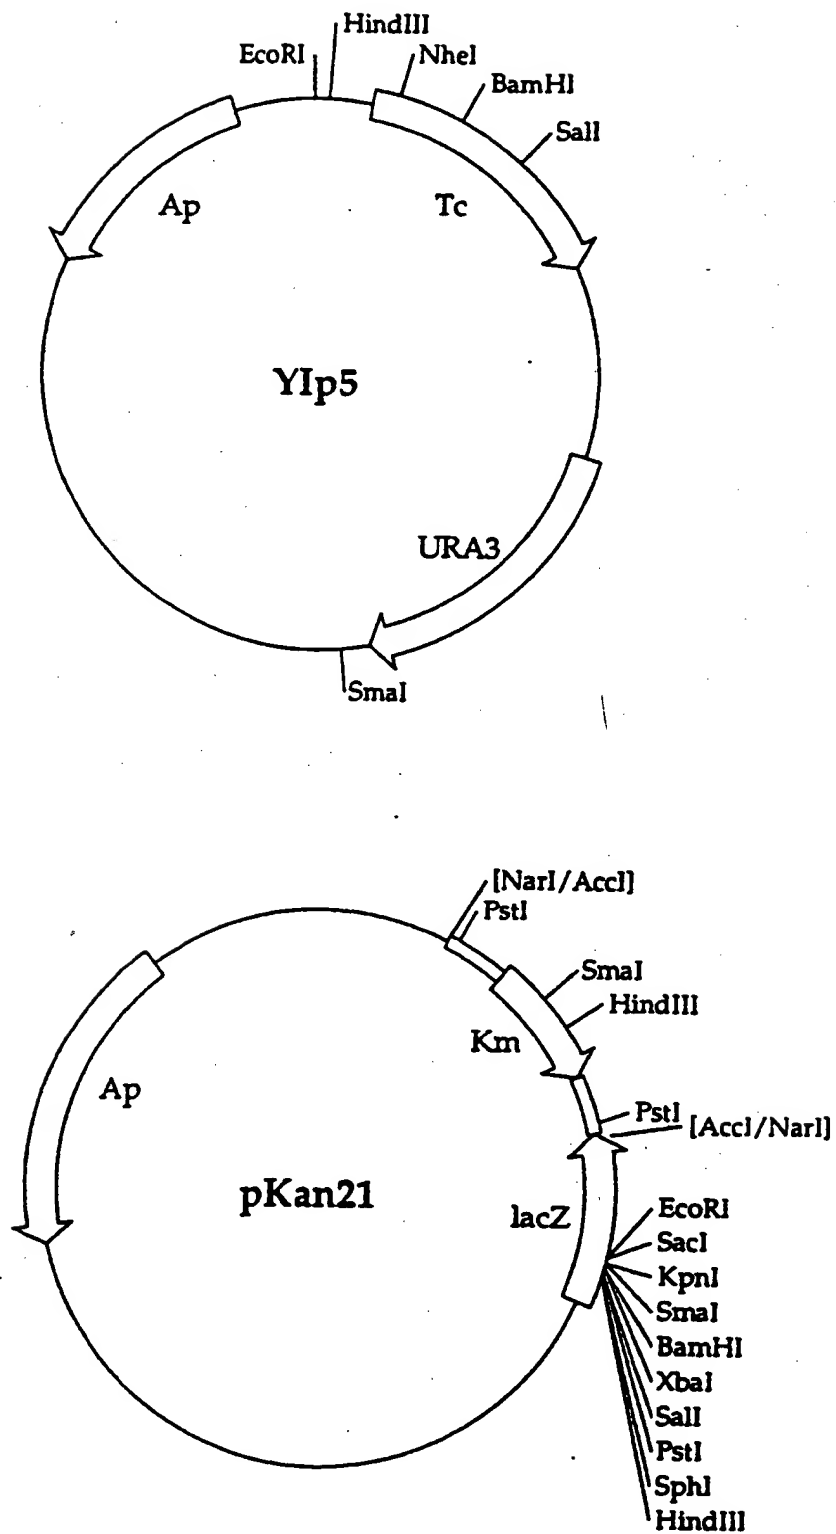 HindIII
EcoRI
NheI
BamHI
SalI
Ap
Tc
YIp5
URA3
SmaI
[NarI/AccI]
PstI
SmaI
HindIII
Km
Ap
PstI
[AccI/NarI]
pKan21
lacZ
EcoRI
SacI
KpnI
SmaI
BamHI
XbaI
SalI
PstI
SphI
HindIII